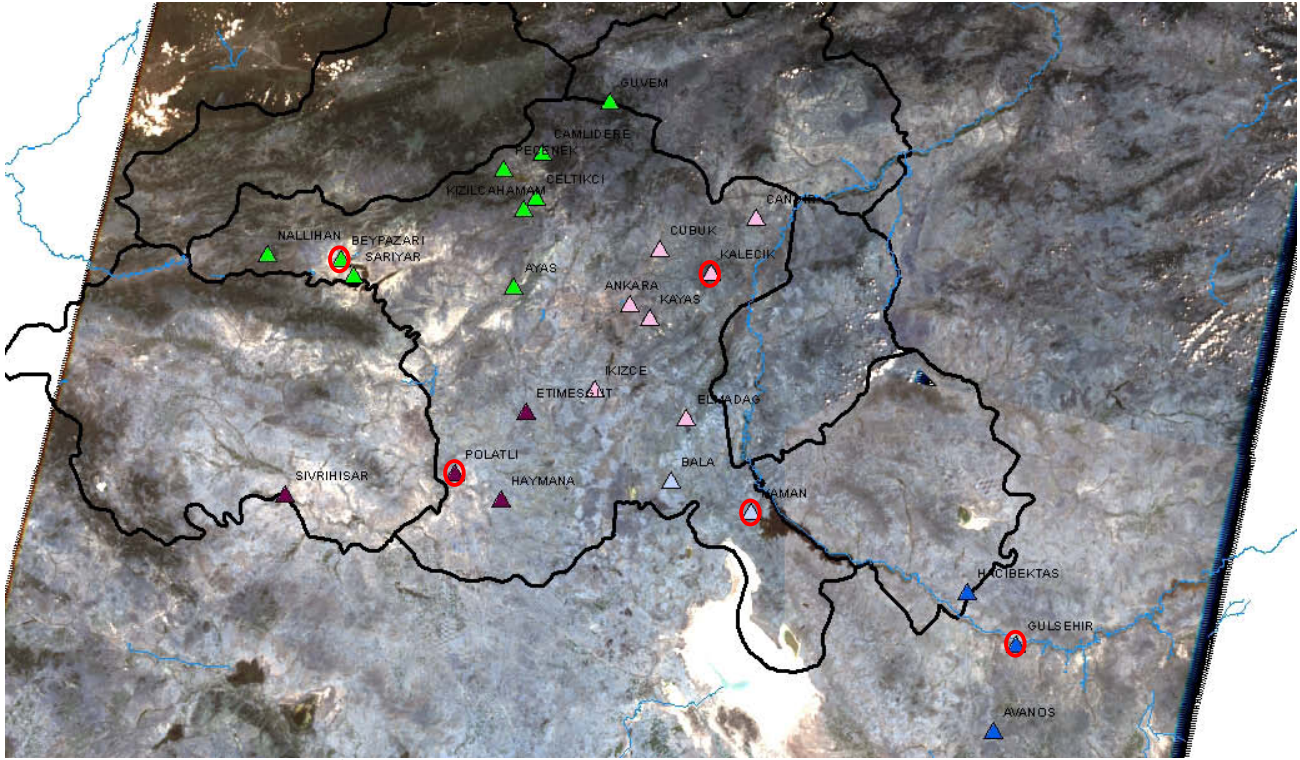 GUVEM
CAMLIDERE
PECENEK
CELTIKCI
KIZILCAHAMAM
CANDIR
CUBUK
NALLIHAN
BEYPAZARI
SARIYAR
KALECIK
AYAS
ANKARA
KAYAS
IKIZCE
ETIMESGUT
ELMADAG
POLATLI
BALA
SIVRIHISAR
HAYMANA
KAMAN
HACIBEKTAS
GULSEHIR
AVANOS